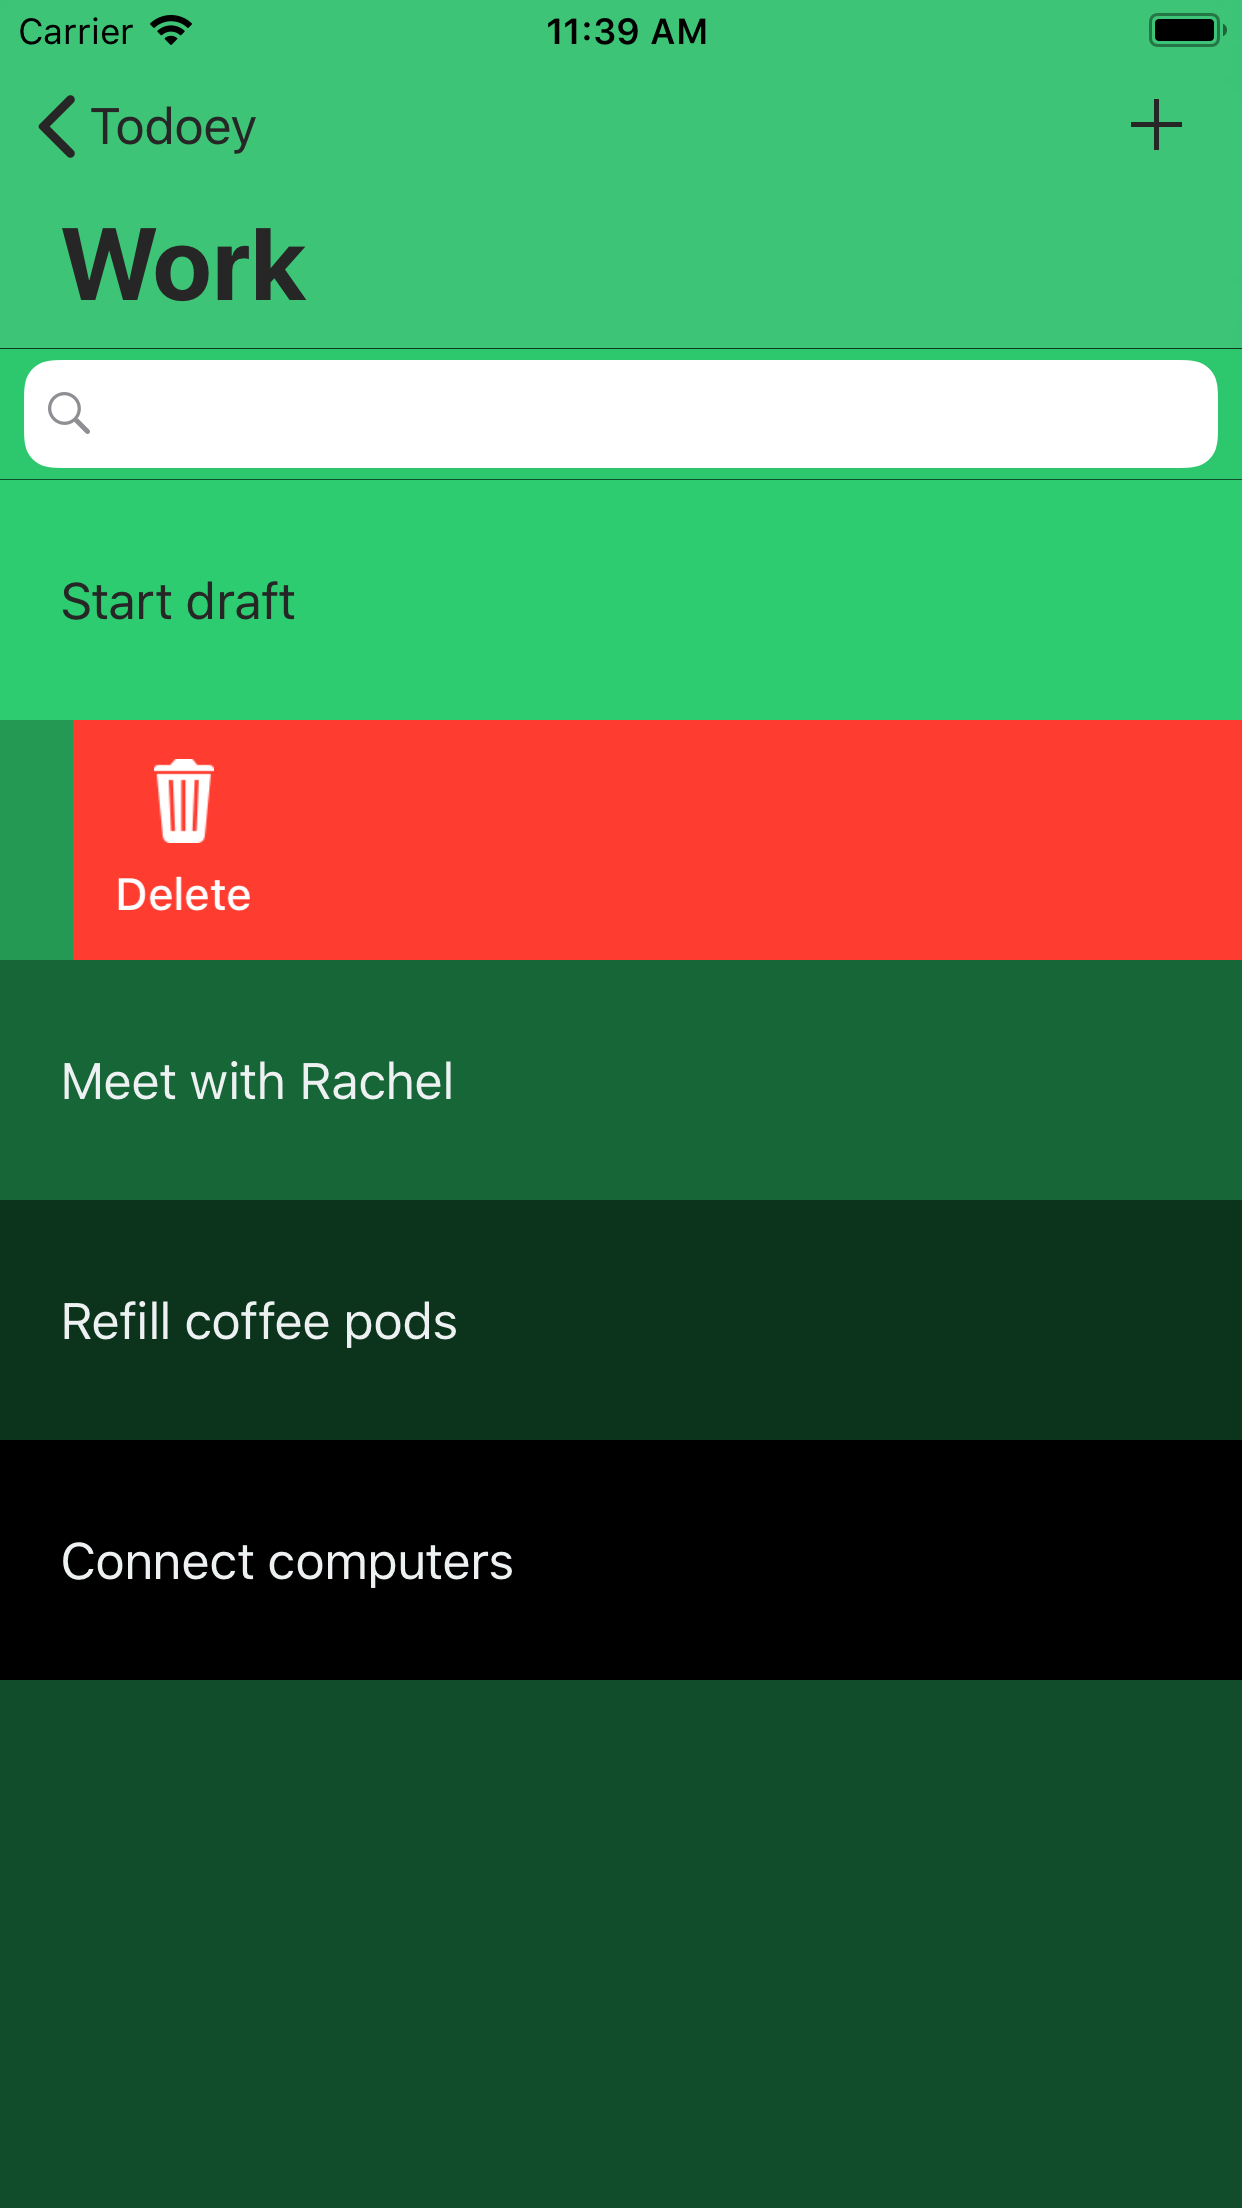 Carrier 11:39 AM
Todoey
Work
Start draft
Delete
Meet with Rachel
Refill coffee pods
Connect computers